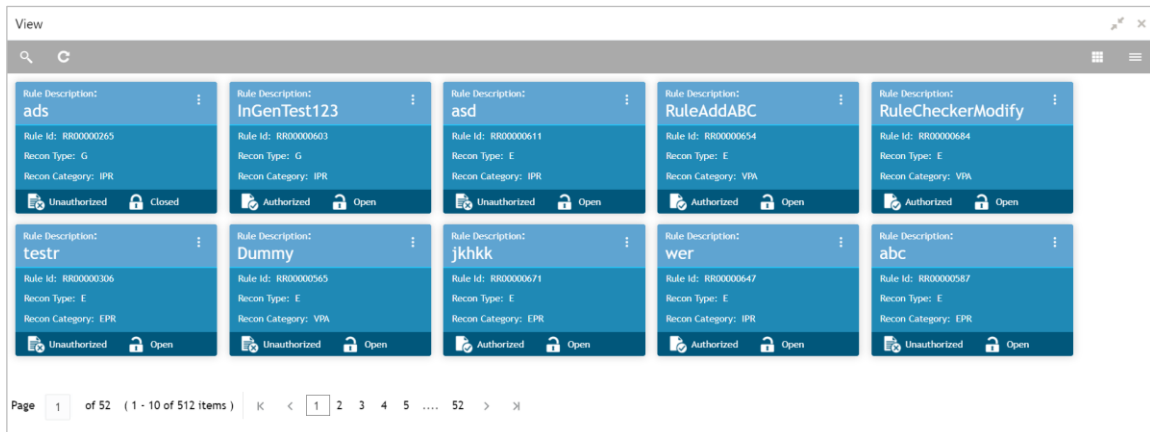 View
Rule Description:
ads
Rule Id: RR00000265
Recon Type: G
Recon Category: IPR
Unauthorized Closed
Rule Description:
InGenTest123
Rule Id: RR00000603
Recon Type: G
Recon Category: IPR
Authorized Open
Rule Description:
asd
Rule Id: RR00000611
Recon Type: E
Recon Category: IPR
Unauthorized Open
Rule Description:
RuleAddABC
Rule Id: RR00000654
Recon Type: E
Recon Category: VPA
Authorized Open
Rule Description:
RuleCheckerModify
Rule Id: RR00000684
Recon Type: E
Recon Category: VPA
Authorized Open
Rule Description:
testr
Rule Id: RR00000306
Recon Type: E
Recon Category: EPR
Unauthorized Open
Rule Description:
Dummy
Rule Id: RR00000565
Recon Type: E
Recon Category: VPA
Unauthorized Open
Rule Description:
jkhkk
Rule Id: RR00000671
Recon Type: E
Recon Category: EPR
Authorized Open
Rule Description:
wer
Rule Id: RR00000647
Recon Type: E
Recon Category: IPR
Authorized Open
Rule Description:
abc
Rule Id: RR00000587
Recon Type: E
Recon Category: EPR
Unauthorized Open
Page 1 of 52 ( 1 - 10 of 512 items ) 1 2 3 4 5 .... 52